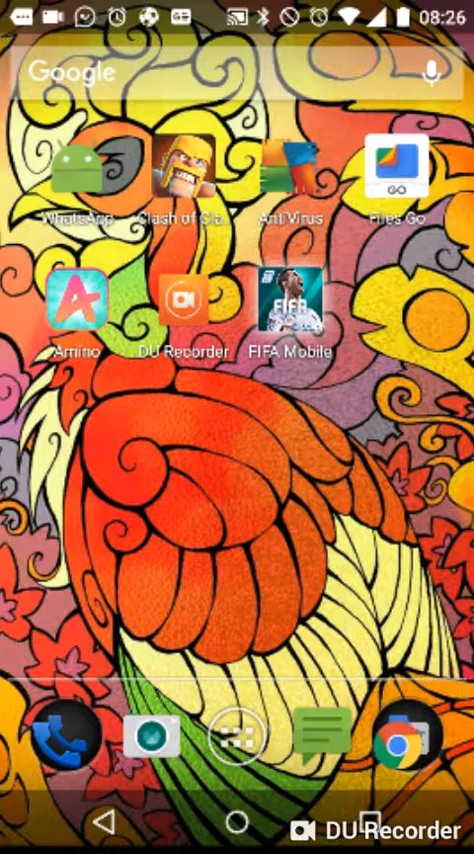 08:26
Google
GO
WhatsApp
Clash of Cla..
AntiVirus
Files Go
FIFA
Amino
DU Recorder
FIFA Mobile
DU Recorder